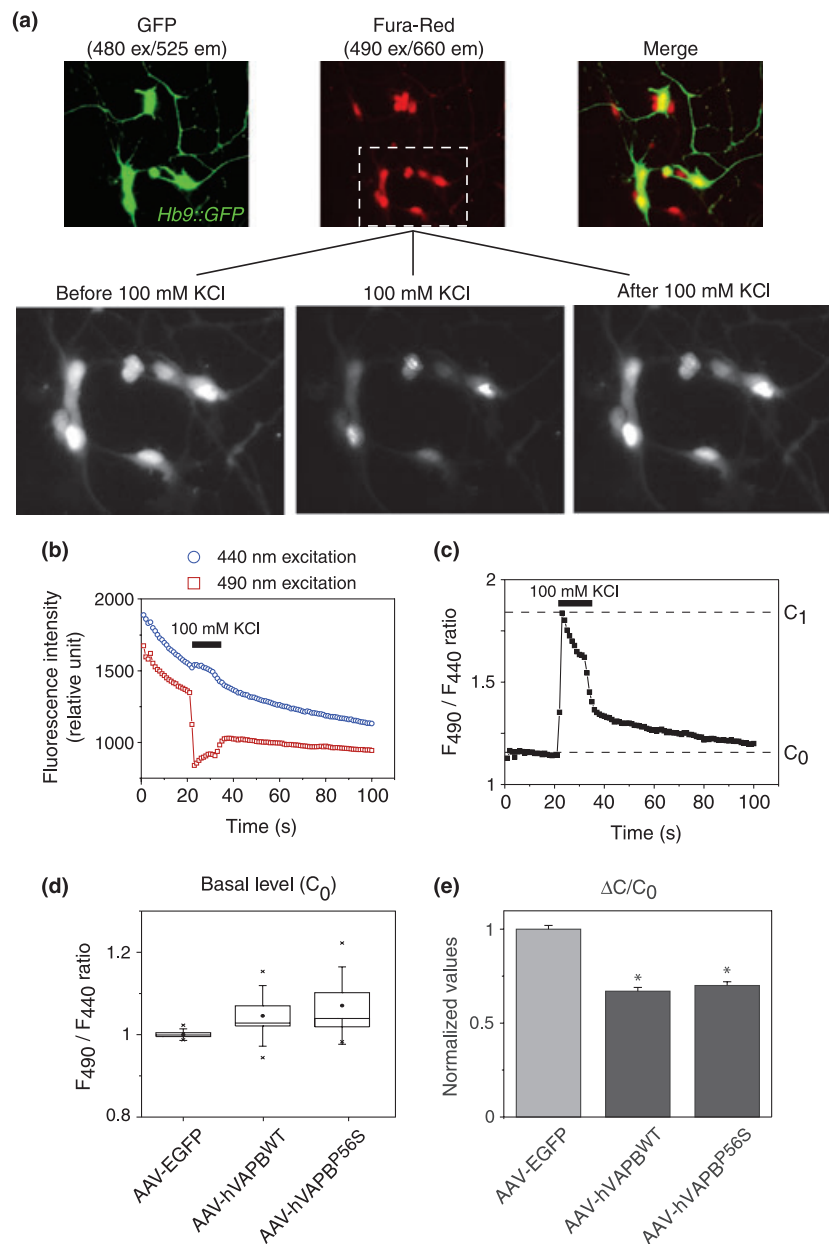 (a)
GFP
(480 ex/525 em)
Fura-Red
(490 ex/660 em)
Merge
Hb9::GFP
Before 100 mM KCl
100 mM KCl
After 100 mM KCl
(b)
440 nm excitation
490 nm excitation
Fluorescence intensity
(relative unit)
2000
1500
1000
100 mM KCl
0 20 40 60 80 100
Time (s)
(c)
F490 / F440 ratio
2
1.75
1.5
1.25
1
100 mM KCl
C1
C0
0 20 40 60 80 100
Time (s)
(d)
Basal level (C0)
F490 / F440 ratio
1.2
1
0.8
AAV-EGFP
AAV-hVAPBWT
AAV-hVAPBP56S
(e)
ΔC/C0
Normalized values
1
0.5
0
* *
AAV-EGFP
AAV-hVAPBWT
AAV-hVAPBP56S